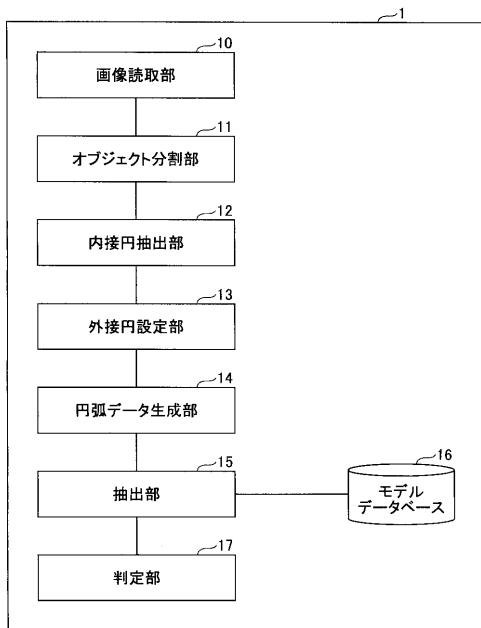 1
10
画像読取部
11
オブジェクト分割部
12
内接円抽出部
13
外接円設定部
14
円弧データ生成部
15
抽出部
16
モデル
データベース
17
判定部